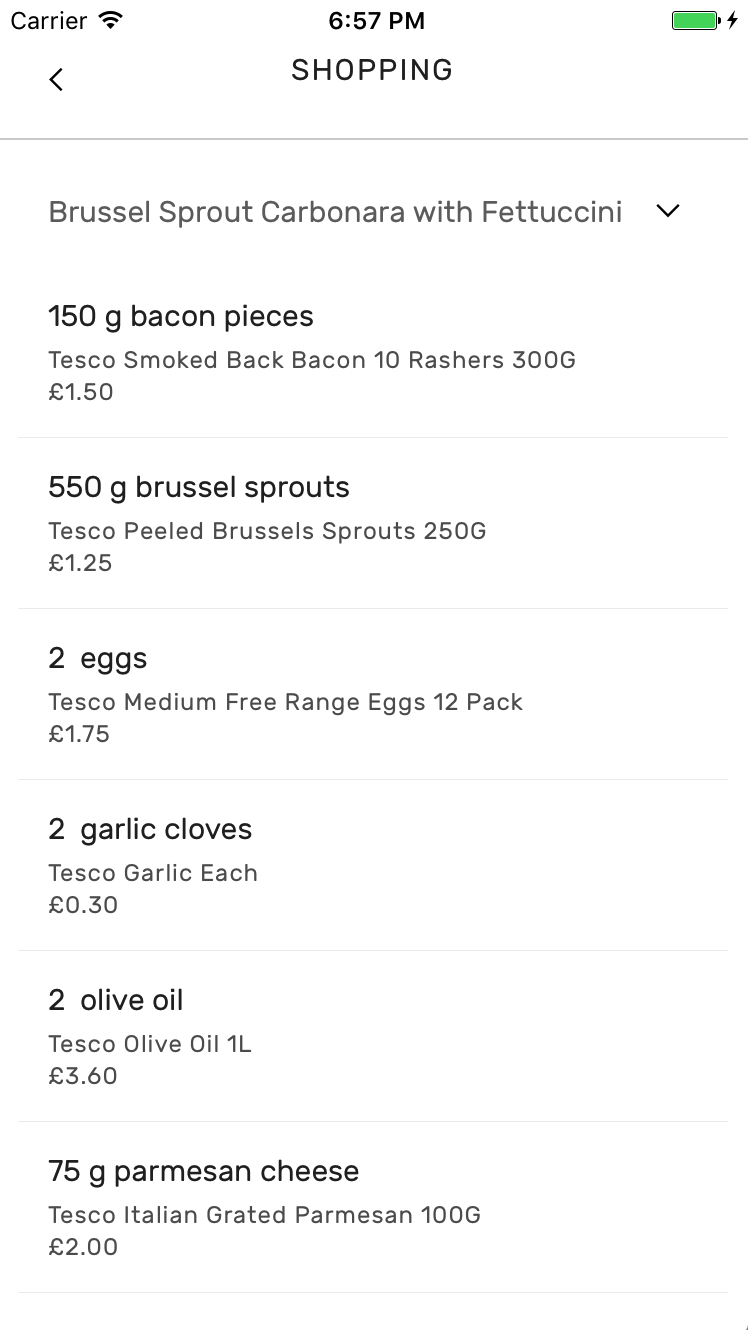 Carrier 6:57 PM
SHOPPING
Brussel Sprout Carbonara with Fettuccini
150 g bacon pieces
Tesco Smoked Back Bacon 10 Rashers 300G
£1.50
550 g brussel sprouts
Tesco Peeled Brussels Sprouts 250G
£1.25
2  eggs
Tesco Medium Free Range Eggs 12 Pack
£1.75
2  garlic cloves
Tesco Garlic Each
£0.30
2  olive oil
Tesco Olive Oil 1L
£3.60
75 g parmesan cheese
Tesco Italian Grated Parmesan 100G
£2.00